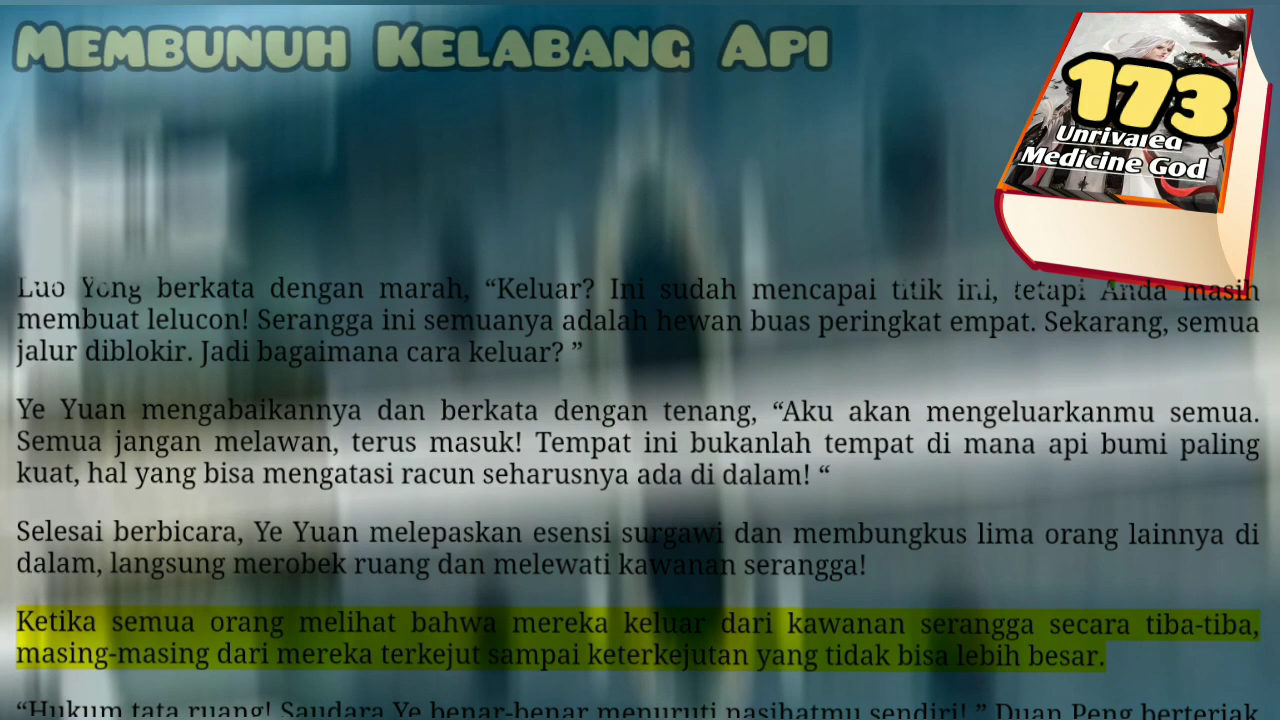 Membunuh Kelabang Api
173
Unrivaled
Medicine God
Luo Yong berkata dengan marah, “Keluar? Ini sudah mencapai titik ini, tetapi Anda masih
membuat lelucon! Serangga ini semuanya adalah hewan buas peringkat empat. Sekarang, semua
jalur diblokir. Jadi bagaimana cara keluar? ”
Ye Yuan mengabaikannya dan berkata dengan tenang, “Aku akan mengeluarkanmu semua.
Semua jangan melawan, terus masuk! Tempat ini bukanlah tempat di mana api bumi paling
kuat, hal yang bisa mengatasi racun seharusnya ada di dalam! “
Selesai berbicara, Ye Yuan melepaskan esensi surgawi dan membungkus lima orang lainnya di
dalam, langsung merobek ruang dan melewati kawanan serangga!
Ketika semua orang melihat bahwa mereka keluar dari kawanan serangga secara tiba-tiba,
masing-masing dari mereka terkejut sampai keterkejutan yang tidak bisa lebih besar.
“Hukum tata ruang! Saudara Ye benar-benar menuruti nasihatmu sendiri! ” Duan Peng berteriak